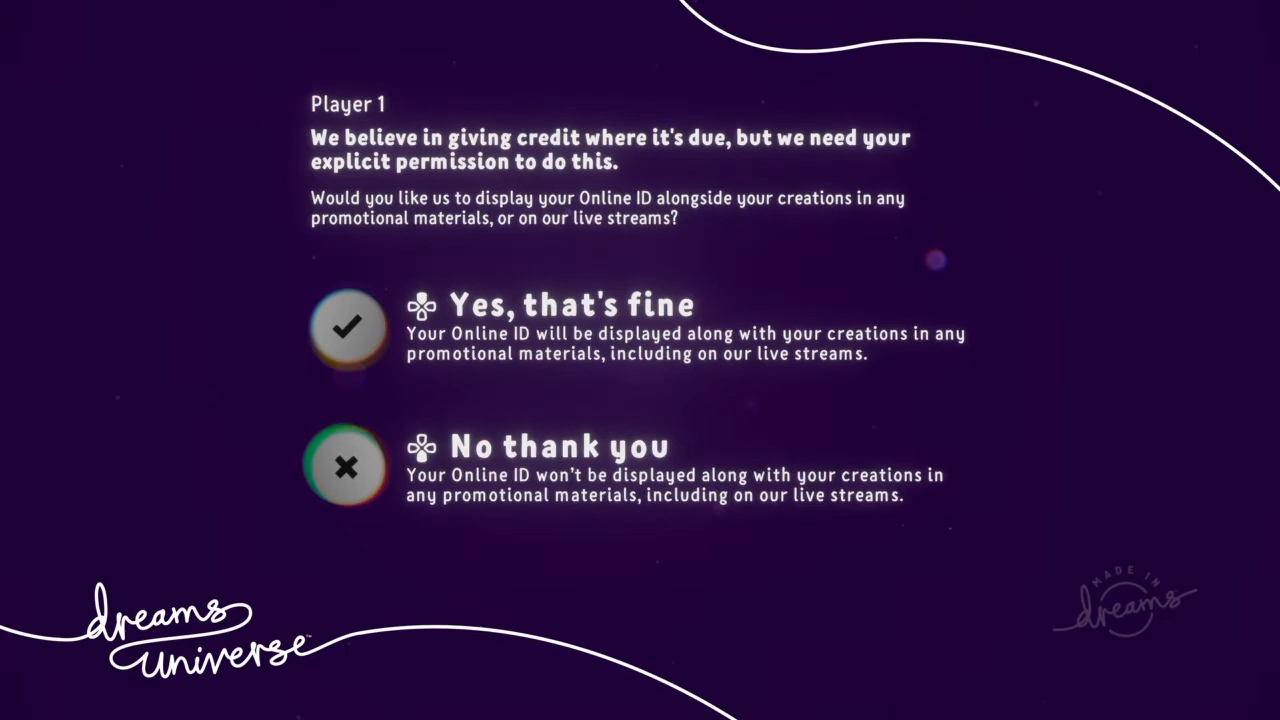 Player 1
We believe in giving credit where it's due, but we need your
explicit permission to do this.
Would you like us to display your Online ID alongside your creations in any
promotional materials, or on our live streams?
Yes, that's fine
Your Online ID will be displayed along with your creations in any
promotional materials, including on our live streams.
No thank you
Your Online ID won't be displayed along with your creations in
any promotional materials, including on our live streams.
dreams
universe™
MADE IN
dreams